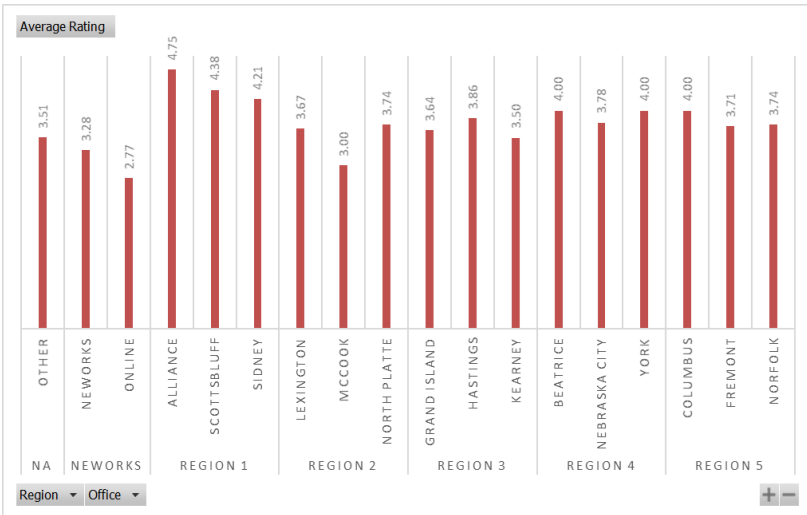 Average Rating
3.51
3.28
2.77
4.75
4.38
4.21
3.67
3.00
3.74
3.64
3.86
3.50
4.00
3.78
4.00
4.00
3.71
3.74
OTHER
NEWORKS
ONLINE
ALLIANCE
SCOTTSBLUFF
SIDNEY
LEXINGTON
MCCOOK
NORTH PLATTE
GRAND ISLAND
HASTINGS
KEARNEY
BEATRICE
NEBRASKA CITY
YORK
COLUMBUS
FREMONT
NORFOLK
NA
NEWORKS
REGION 1
REGION 2
REGION 3
REGION 4
REGION 5
Region
Office
+ −